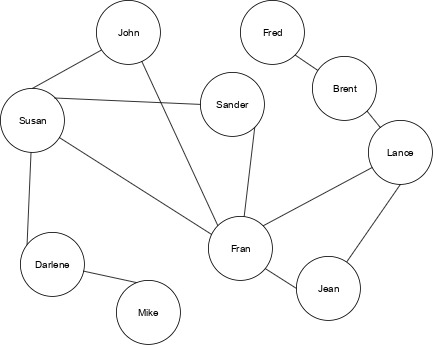 John
Fred
Brent
Sander
Susan
Lance
Fran
Darlene
Jean
Mike